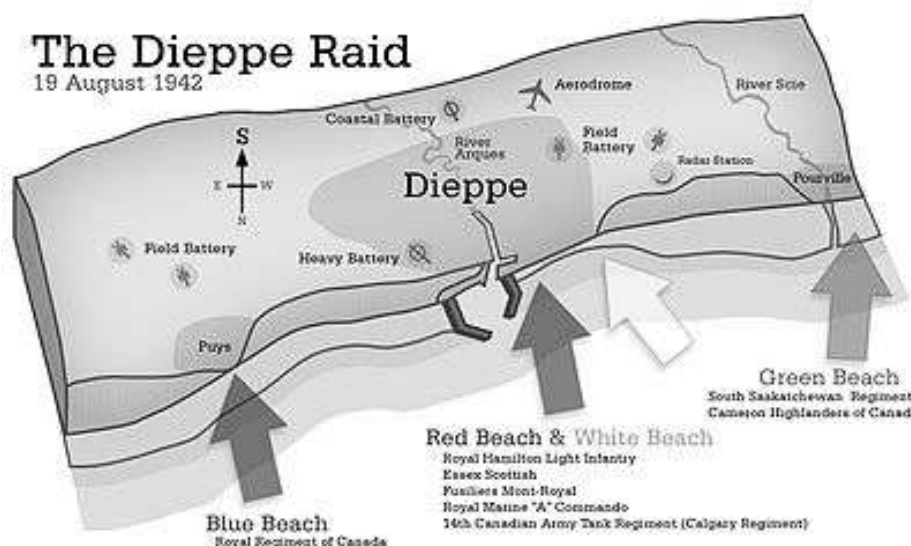 The Dieppe Raid
19 August 1942
Aerodrome
River Scie
Coastal Battery
S
River
Arques
Field
Battery
Radar Station
Pourville
E
W
N
Dieppe
Field Battery
Heavy Battery
Puys
Green Beach
South Saskatchewan Regiment
Cameron Highlanders of Canad
Red Beach & White Beach
Royal Hamilton Light Infantry
Essex Scottish
Fusiliers Mont-Royal
Royal Marine "A" Commando
14th Canadian Army Tank Regiment (Calgary Regiment)
Blue Beach
Royal Regiment of Canada